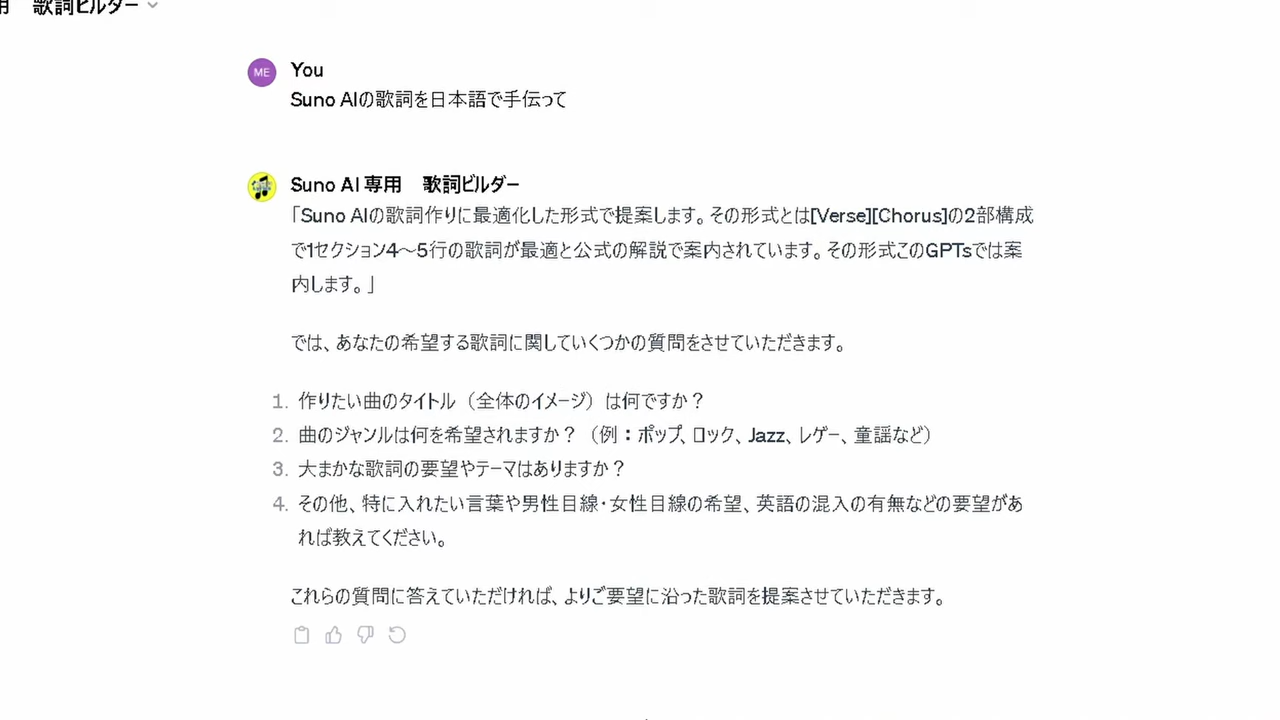 用　歌詞ビルダー
ME
You
Suno AIの歌詞を日本語で手伝って
Suno AI 専用　歌詞ビルダー
「Suno AIの歌詞作りに最適化した形式で提案します。その形式とは[Verse][Chorus]の2部構成
で1セクション4〜5行の歌詞が最適と公式の解説で案内されています。その形式このGPTsでは案
内します。」
では、あなたの希望する歌詞に関していくつかの質問をさせていただきます。
1. 作りたい曲のタイトル（全体のイメージ）は何ですか？
2. 曲のジャンルは何を希望されますか？（例：ポップ、ロック、Jazz、レゲー、童謡など）
3. 大まかな歌詞の要望やテーマはありますか？
4. その他、特に入れたい言葉や男性目線・女性目線の希望、英語の混入の有無などの要望があ
れば教えてください。
これらの質問に答えていただければ、よりご要望に沿った歌詞を提案させていただきます。